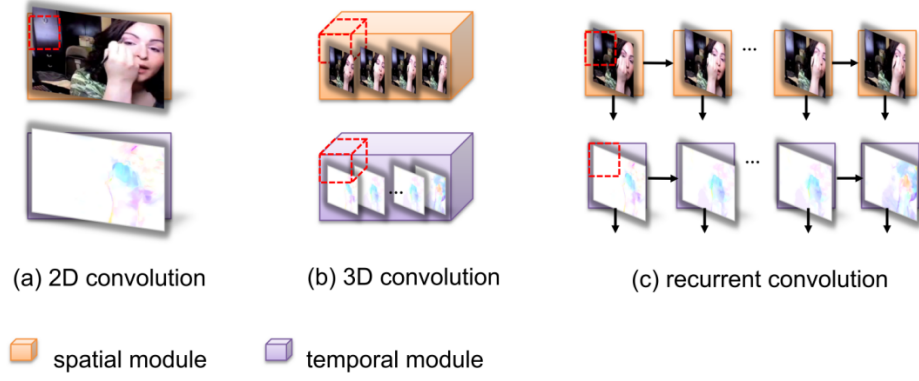 ...
...
...
(a) 2D convolution
(b) 3D convolution
(c) recurrent convolution
spatial module
temporal module